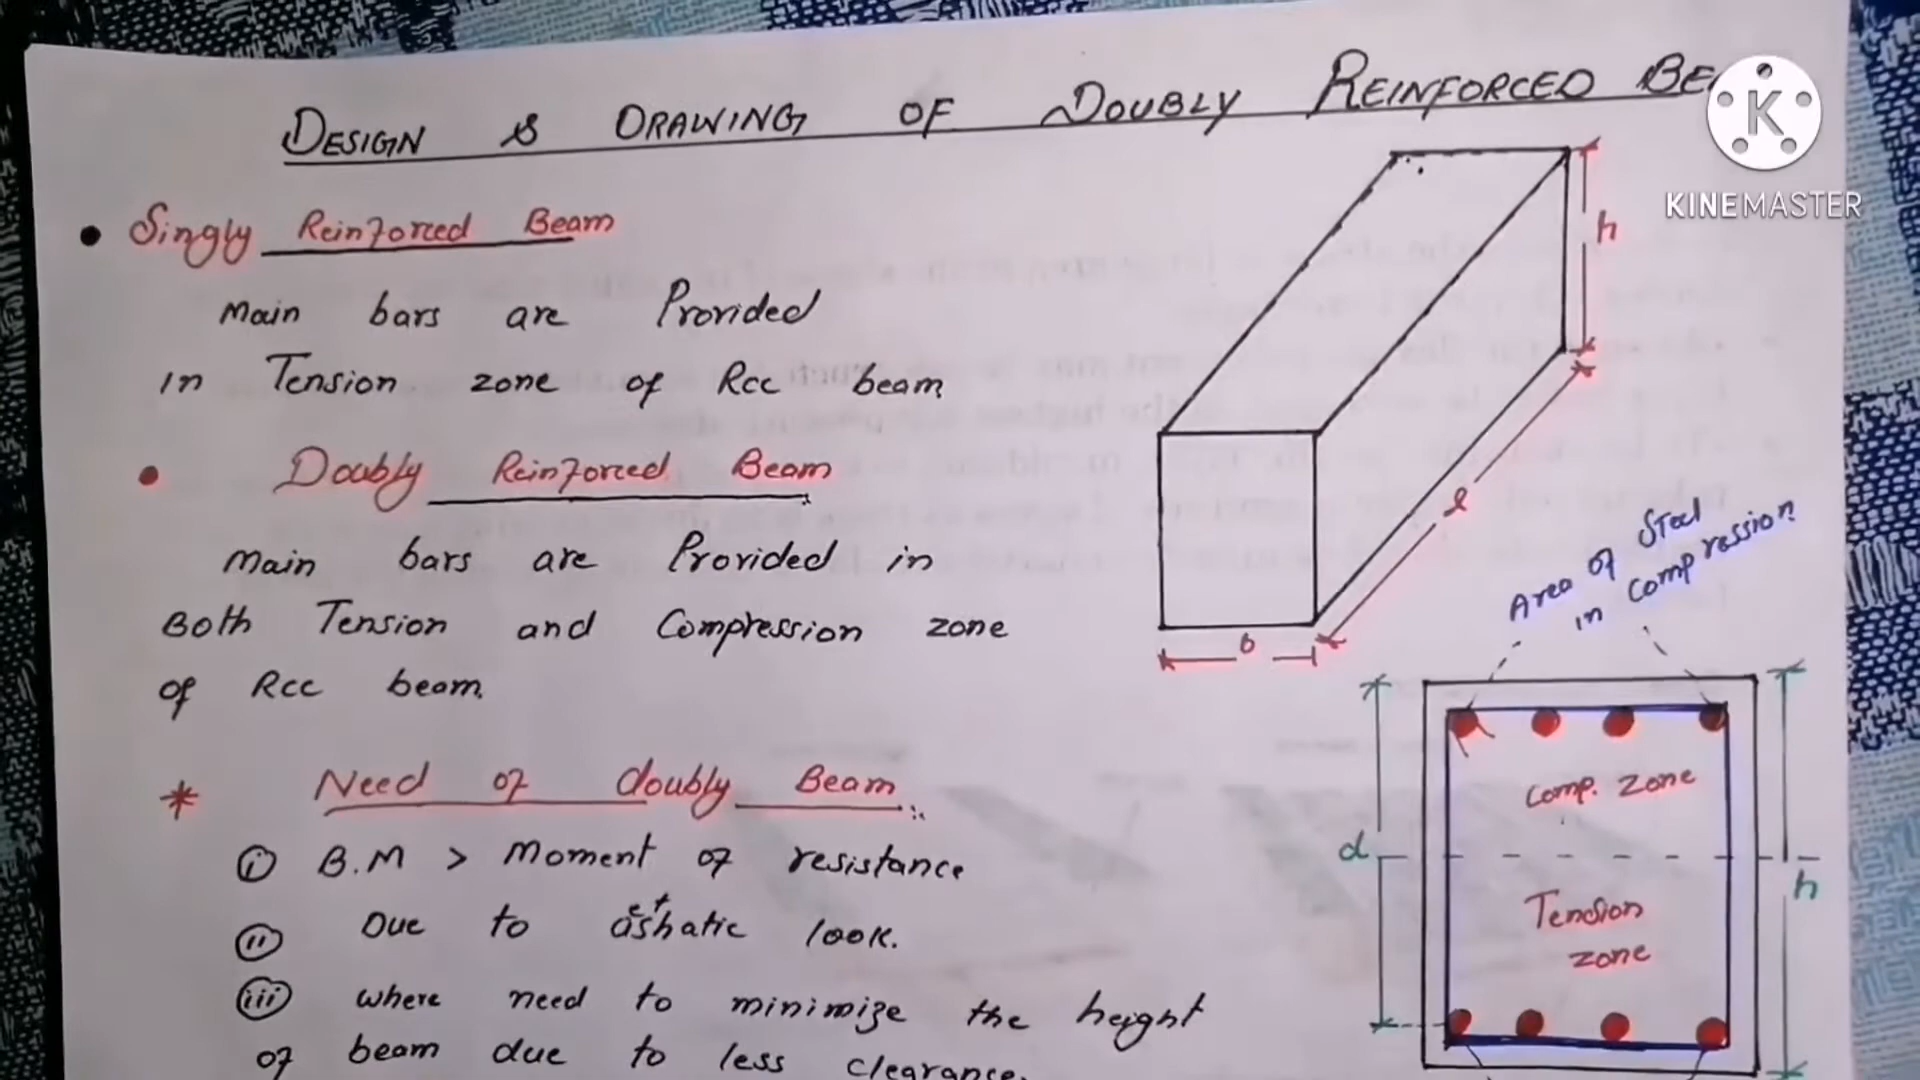 DESIGN & DRAWING OF DOUBLY REINFORCED BE
KINEMASTER
• Singly Reinforced Beam
Main bars are Provided
in Tension zone of Rcc beam
• Doubly Reinforced Beam
Main bars are Provided in
Both Tension and Compression zone
of Rcc beam.
* Need of doubly Beam :.
(i) B.M > Moment of resistance
(ii) Due to
look.
(iii) where need to minimize the height
of beam due to less clearance.
h
l
b
Area of Steel
in Compression
Comp. zone
d
h
Tension
zone